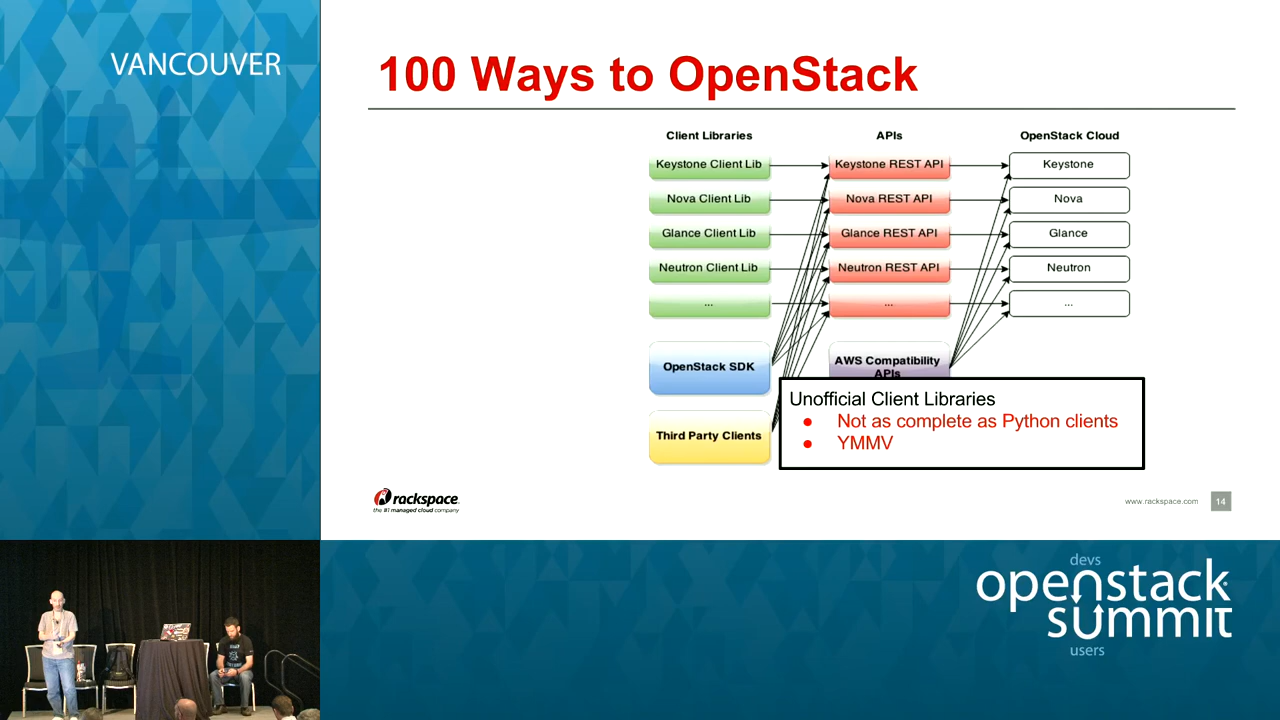 VANCOUVER
100 Ways to OpenStack
Client Libraries
APIs
OpenStack Cloud
Keystone Client Lib
Keystone REST API
Keystone
Nova Client Lib
Nova REST API
Nova
Glance Client Lib
Glance REST API
Glance
Neutron Client Lib
Neutron REST API
Neutron
...
...
...
OpenStack SDK
AWS Compatibility
APIs
Third Party Clients
Unofficial Client Libraries
● Not as complete as Python clients
● YMMV
rackspace.
the #1 managed cloud company
www.rackspace.com
14
devs
openstack
summit
users